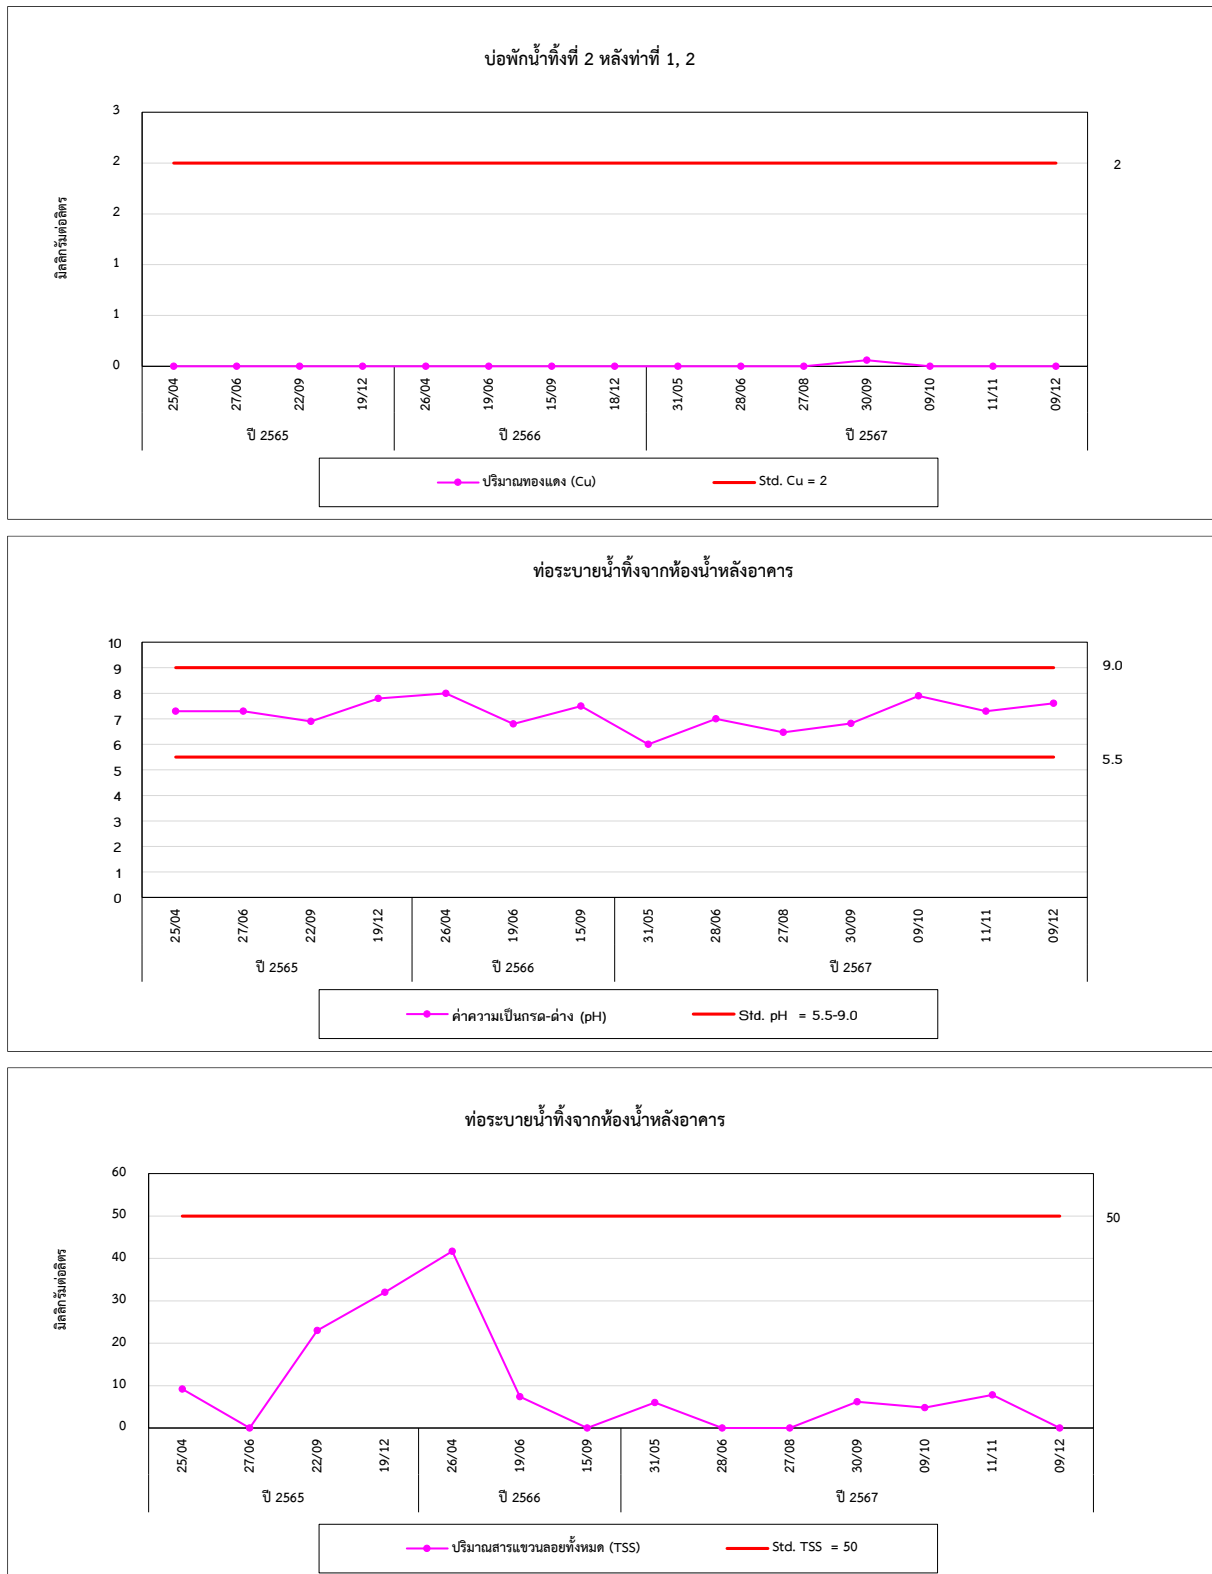 บ่อพักน้ำทิ้งที่ 2 หลังท่าที่ 1, 2
มิลลิกรัมต่อลิตร
3
2
2
1
1
0
2
25/04 27/06 22/09 19/12 26/04 19/06 15/09 18/12 31/05 28/06 27/08 30/09 09/10 11/11 09/12
ปี 2565 ปี 2566 ปี 2567
ปริมาณทองแดง (Cu) Std. Cu = 2
ท่อระบายน้ำทิ้งจากห้องน้ำหลังอาคาร
10
9
8
7
6
5
4
3
2
1
0
9.0
5.5
25/04 27/06 22/09 19/12 26/04 19/06 15/09 31/05 28/06 27/08 30/09 09/10 11/11 09/12
ปี 2565 ปี 2566 ปี 2567
ค่าความเป็นกรด-ด่าง (pH) Std. pH = 5.5-9.0
ท่อระบายน้ำทิ้งจากห้องน้ำหลังอาคาร
มิลลิกรัมต่อลิตร
60
50
40
30
20
10
0
50
25/04 27/06 22/09 19/12 26/04 19/06 15/09 31/05 28/06 27/08 30/09 09/10 11/11 09/12
ปี 2565 ปี 2566 ปี 2567
ปริมาณสารแขวนลอยทั้งหมด (TSS) Std. TSS = 50